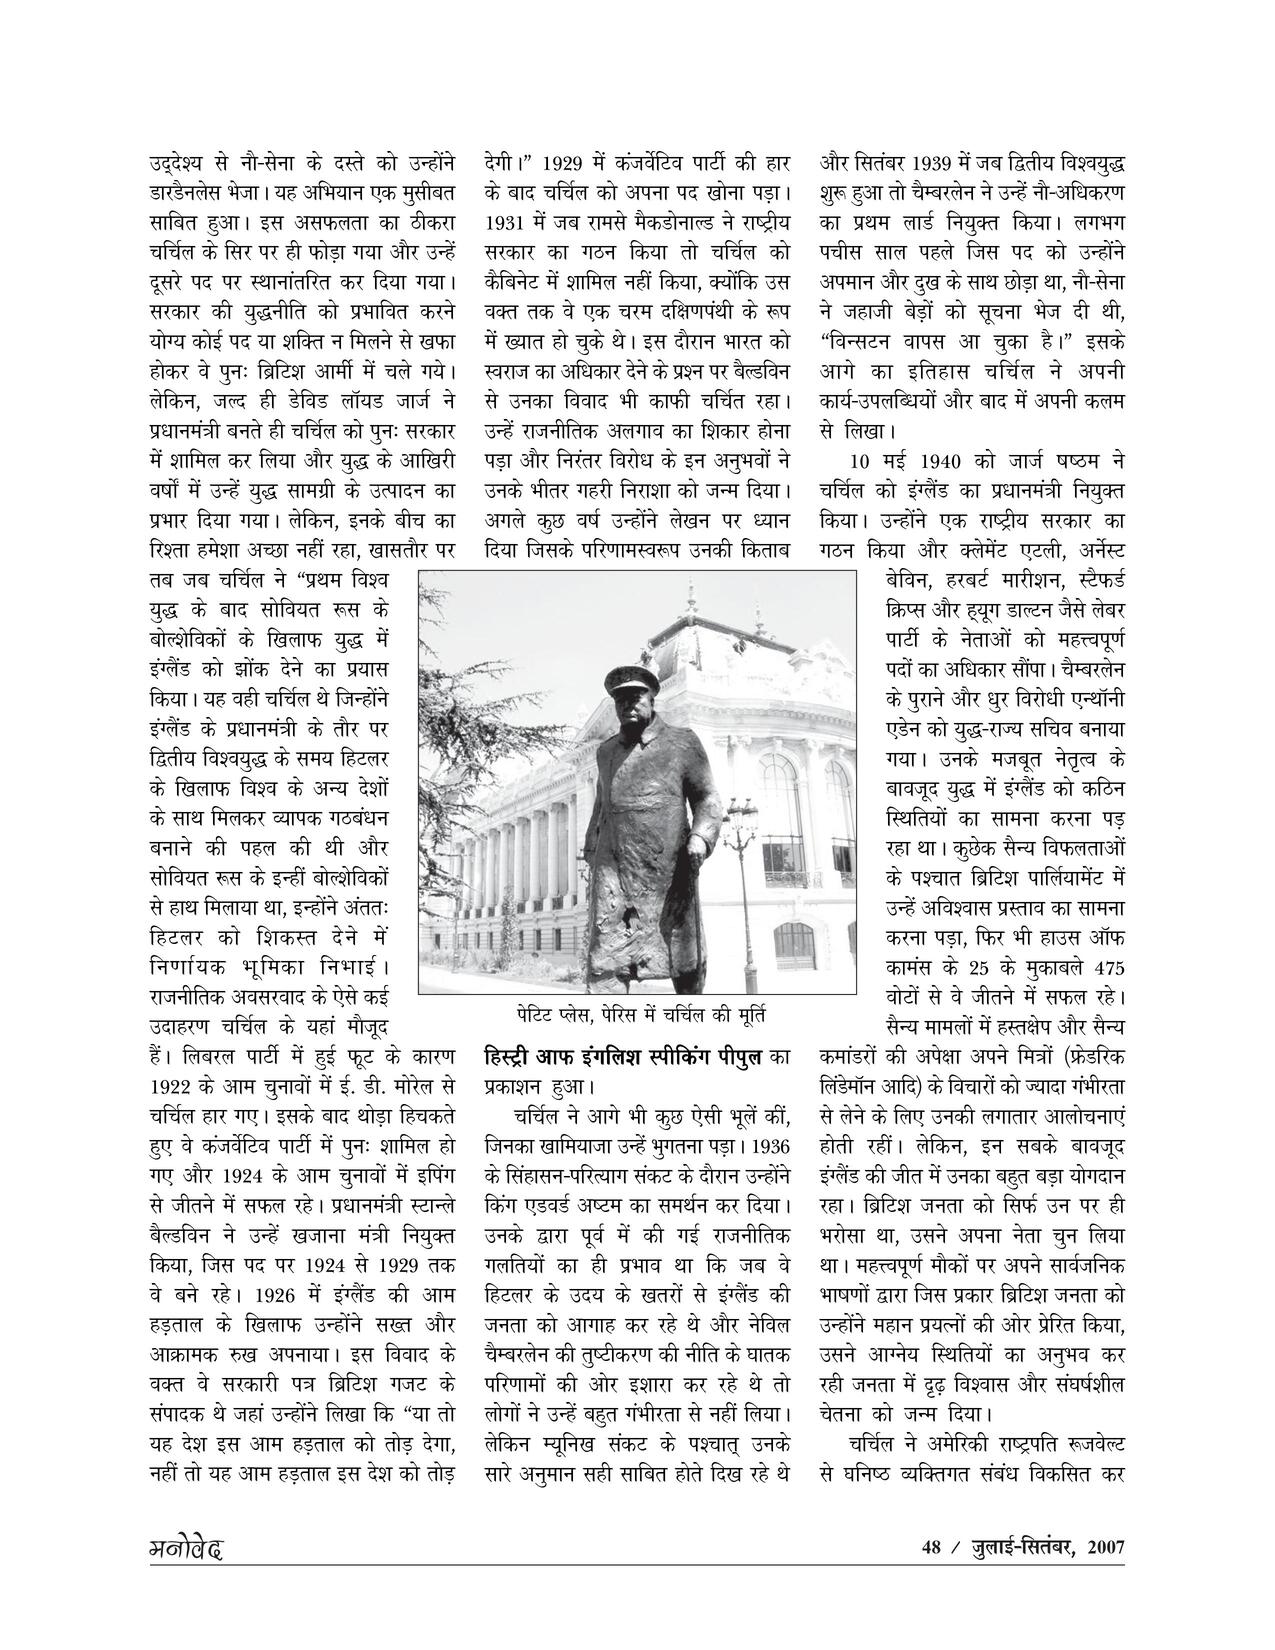 उद्देश्य से नौ-सेना के दस्ते को उन्होंने
डारडैनलेस भेजा। यह अभियान एक मुसीबत
साबित हुआ। इस असफलता का ठीकरा
चर्चिल के सिर पर ही फोड़ा गया और उन्हें
दूसरे पद पर स्थानांतरित कर दिया गया।
सरकार की युद्धनीति को प्रभावित करने
योग्य कोई पद या शक्ति न मिलने से खफा
होकर वे पुनः ब्रिटिश आर्मी में चले गये।
लेकिन, जल्द ही डेविड लॉयड जार्ज ने
प्रधानमंत्री बनते ही चर्चिल को पुनः सरकार
में शामिल कर लिया और युद्ध के आखिरी
वर्षों में उन्हें युद्ध सामग्री के उत्पादन का
प्रभार दिया गया। लेकिन, इनके बीच का
रिश्ता हमेशा अच्छा नहीं रहा, खासतौर पर
तब जब चर्चिल ने “प्रथम विश्व
युद्ध के बाद सोवियत रूस के
बोल्शेविकों के खिलाफ युद्ध में
इंग्लैंड को झोंक देने का प्रयास
किया। यह वही चर्चिल थे जिन्होंने
इंग्लैंड के प्रधानमंत्री के तौर पर
द्वितीय विश्वयुद्ध के समय हिटलर
के खिलाफ विश्व के अन्य देशों
के साथ मिलकर व्यापक गठबंधन
बनाने की पहल की थी और
सोवियत रूस के इन्हीं बोल्शेविकों
से हाथ मिलाया था, इन्होंने अंततः
हिटलर को शिकस्त देने में
निर्णायक भूमिका निभाई।
राजनीतिक अवसरवाद के ऐसे कई
उदाहरण चर्चिल के यहां मौजूद
हैं। लिबरल पार्टी में हुई फूट के कारण
1922 के आम चुनावों में ई. डी. मोरेल से
चर्चिल हार गए। इसके बाद थोड़ा हिचकते
हुए वे कंजर्वेटिव पार्टी में पुनः शामिल हो
गए और 1924 के आम चुनावों में इपिंग
से जीतने में सफल रहे। प्रधानमंत्री स्टान्ले
बैल्डविन ने उन्हें खजाना मंत्री नियुक्त
किया, जिस पद पर 1924 से 1929 तक
वे बने रहे। 1926 में इंग्लैंड की आम
हड़ताल के खिलाफ उन्होंने सख्त और
आक्रामक रुख अपनाया। इस विवाद के
वक्त वे सरकारी पत्र ब्रिटिश गजट के
संपादक थे जहां उन्होंने लिखा कि “या तो
यह देश इस आम हड़ताल को तोड़ देगा,
नहीं तो यह आम हड़ताल इस देश को तोड़
देगी।” 1929 में कंजर्वेटिव पार्टी की हार
के बाद चर्चिल को अपना पद खोना पड़ा।
1931 में जब रामसे मैकडोनाल्ड ने राष्ट्रीय
सरकार का गठन किया तो चर्चिल को
कैबिनेट में शामिल नहीं किया, क्योंकि उस
वक्त तक वे एक चरम दक्षिणपंथी के रूप
में ख्यात हो चुके थे। इस दौरान भारत को
स्वराज का अधिकार देने के प्रश्न पर बैल्डविन
से उनका विवाद भी काफी चर्चित रहा।
उन्हें राजनीतिक अलगाव का शिकार होना
पड़ा और निरंतर विरोध के इन अनुभवों ने
उनके भीतर गहरी निराशा को जन्म दिया।
अगले कुछ वर्ष उन्होंने लेखन पर ध्यान
दिया जिसके परिणामस्वरूप उनकी किताब
पेटिट प्लेस, पेरिस में चर्चिल की मूर्ति
हिस्ट्री आफ इंगलिश स्पीकिंग पीपुल का
प्रकाशन हुआ।
चर्चिल ने आगे भी कुछ ऐसी भूलें कीं,
जिनका खामियाजा उन्हें भुगतना पड़ा। 1936
के सिंहासन-परित्याग संकट के दौरान उन्होंने
किंग एडवर्ड अष्टम का समर्थन कर दिया।
उनके द्वारा पूर्व में की गई राजनीतिक
गलतियों का ही प्रभाव था कि जब वे
हिटलर के उदय के खतरों से इंग्लैंड की
जनता को आगाह कर रहे थे और नेविल
चैम्बरलेन की तुष्टीकरण की नीति के घातक
परिणामों की ओर इशारा कर रहे थे तो
लोगों ने उन्हें बहुत गंभीरता से नहीं लिया।
लेकिन म्यूनिख संकट के पश्चात् उनके
सारे अनुमान सही साबित होते दिख रहे थे
और सितंबर 1939 में जब द्वितीय विश्वयुद्ध
शुरू हुआ तो चैम्बरलेन ने उन्हें नौ-अधिकरण
का प्रथम लार्ड नियुक्त किया। लगभग
पचीस साल पहले जिस पद को उन्होंने
अपमान और दुख के साथ छोड़ा था, नौ-सेना
ने जहाजी बेड़ों को सूचना भेज दी थी,
“विन्सटन वापस आ चुका है।” इसके
आगे का इतिहास चर्चिल ने अपनी
कार्य-उपलब्धियों और बाद में अपनी कलम
से लिखा।
10 मई 1940 को जार्ज षष्ठम ने
चर्चिल को इंग्लैंड का प्रधानमंत्री नियुक्त
किया। उन्होंने एक राष्ट्रीय सरकार का
गठन किया और क्लेमेंट एटली, अर्नेस्ट
बेविन, हरबर्ट मारीशन, स्टैफर्ड
क्रिप्स और ह्यूग डाल्टन जैसे लेबर
पार्टी के नेताओं को महत्त्वपूर्ण
पदों का अधिकार सौंपा। चैम्बरलेन
के पुराने और धुर विरोधी एन्थॉनी
एडेन को युद्ध-राज्य सचिव बनाया
गया। उनके मजबूत नेतृत्व के
बावजूद युद्ध में इंग्लैंड को कठिन
स्थितियों का सामना करना पड़
रहा था। कुछेक सैन्य विफलताओं
के पश्चात ब्रिटिश पार्लियामेंट में
उन्हें अविश्वास प्रस्ताव का सामना
करना पड़ा, फिर भी हाउस ऑफ
कामंस के 25 के मुकाबले 475
वोटों से वे जीतने में सफल रहे।
सैन्य मामलों में हस्तक्षेप और सैन्य
कमांडरों की अपेक्षा अपने मित्रों (फ्रेडरिक
लिंडेमॉन आदि) के विचारों को ज्यादा गंभीरता
से लेने के लिए उनकी लगातार आलोचनाएं
होती रहीं। लेकिन, इन सबके बावजूद
इंग्लैंड की जीत में उनका बहुत बड़ा योगदान
रहा। ब्रिटिश जनता को सिर्फ उन पर ही
भरोसा था, उसने अपना नेता चुन लिया
था। महत्त्वपूर्ण मौकों पर अपने सार्वजनिक
भाषणों द्वारा जिस प्रकार ब्रिटिश जनता को
उन्होंने महान प्रयत्नों की ओर प्रेरित किया,
उसने आग्नेय स्थितियों का अनुभव कर
रही जनता में दृढ़ विश्वास और संघर्षशील
चेतना को जन्म दिया।
चर्चिल ने अमेरिकी राष्ट्रपति रूजवेल्ट
से घनिष्ठ व्यक्तिगत संबंध विकसित कर
मनोवेद
48 / जुलाई-सितंबर, 2007